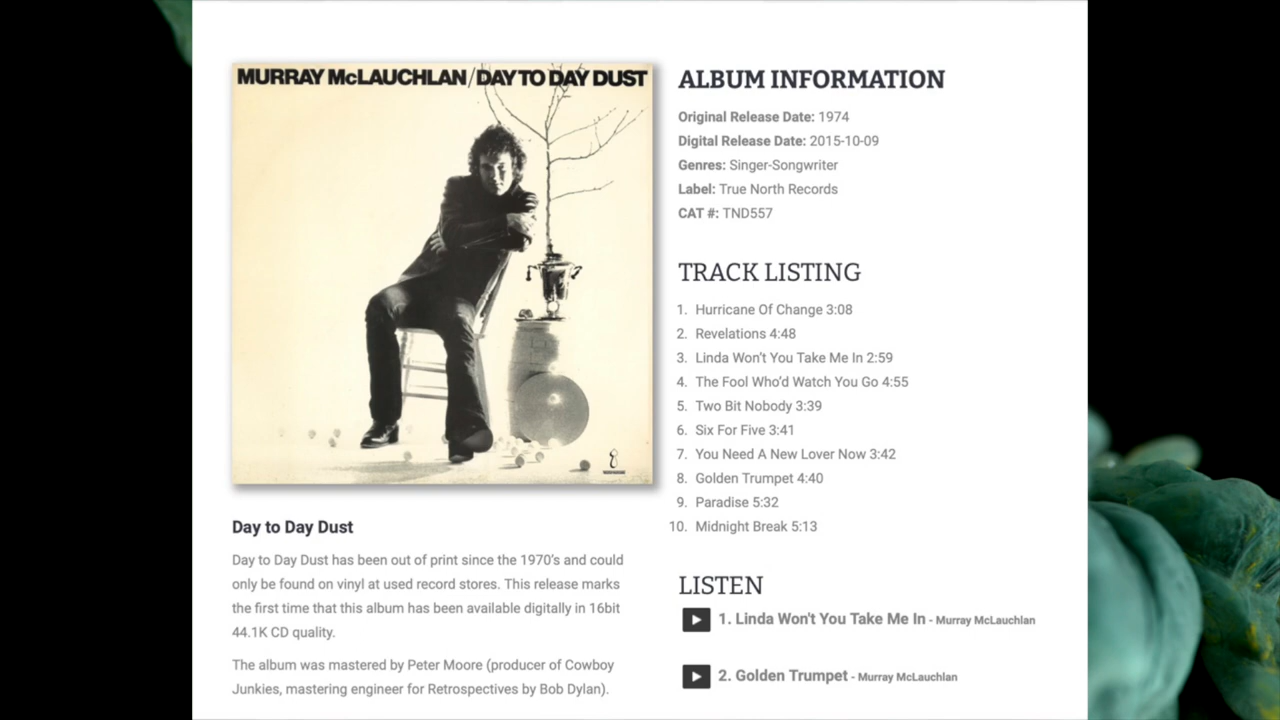 MURRAY McLAUCHLAN/DAY TO DAY DUST
Day to Day Dust
Day to Day Dust has been out of print since the 1970's and could
only be found on vinyl at used record stores. This release marks
the first time that this album has been available digitally in 16bit
44.1K CD quality.
The album was mastered by Peter Moore (producer of Cowboy
Junkies, mastering engineer for Retrospectives by Bob Dylan).
ALBUM INFORMATION
Original Release Date: 1974
Digital Release Date: 2015-10-09
Genres: Singer-Songwriter
Label: True North Records
CAT #: TND557
TRACK LISTING
1. Hurricane Of Change 3:08
2. Revelations 4:48
3. Linda Won't You Take Me In 2:59
4. The Fool Who'd Watch You Go 4:55
5. Two Bit Nobody 3:39
6. Six For Five 3:41
7. You Need A New Lover Now 3:42
8. Golden Trumpet 4:40
9. Paradise 5:32
10. Midnight Break 5:13
LISTEN
1. Linda Won't You Take Me In - Murray McLauchlan
2. Golden Trumpet - Murray McLauchlan